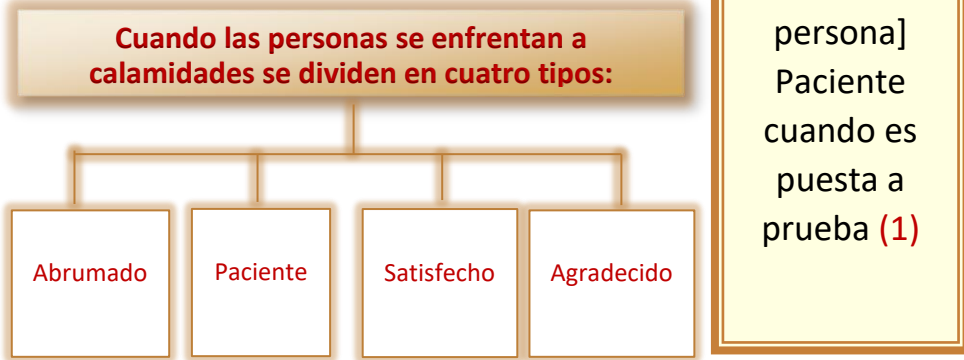 Cuando las personas se enfrentan a
calamidades se dividen en cuatro tipos:
Abrumado
Paciente
Satisfecho
Agradecido
persona]
Paciente
cuando es
puesta a
prueba (1)